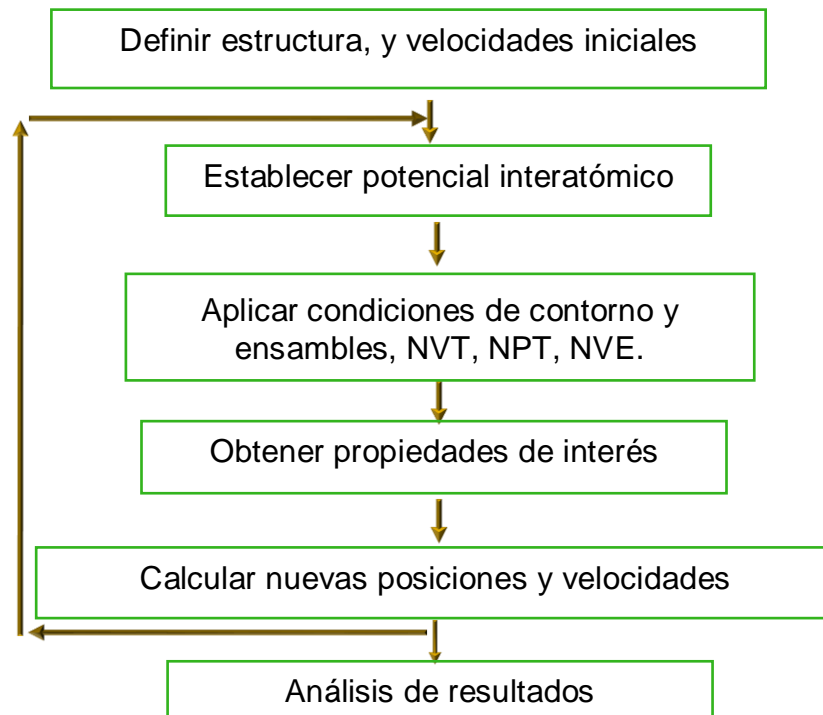 Definir estructura, y velocidades iniciales
Establecer potencial interatómico
Aplicar condiciones de contorno y
ensambles, NVT, NPT, NVE.
Obtener propiedades de interés
Calcular nuevas posiciones y velocidades
Análisis de resultados